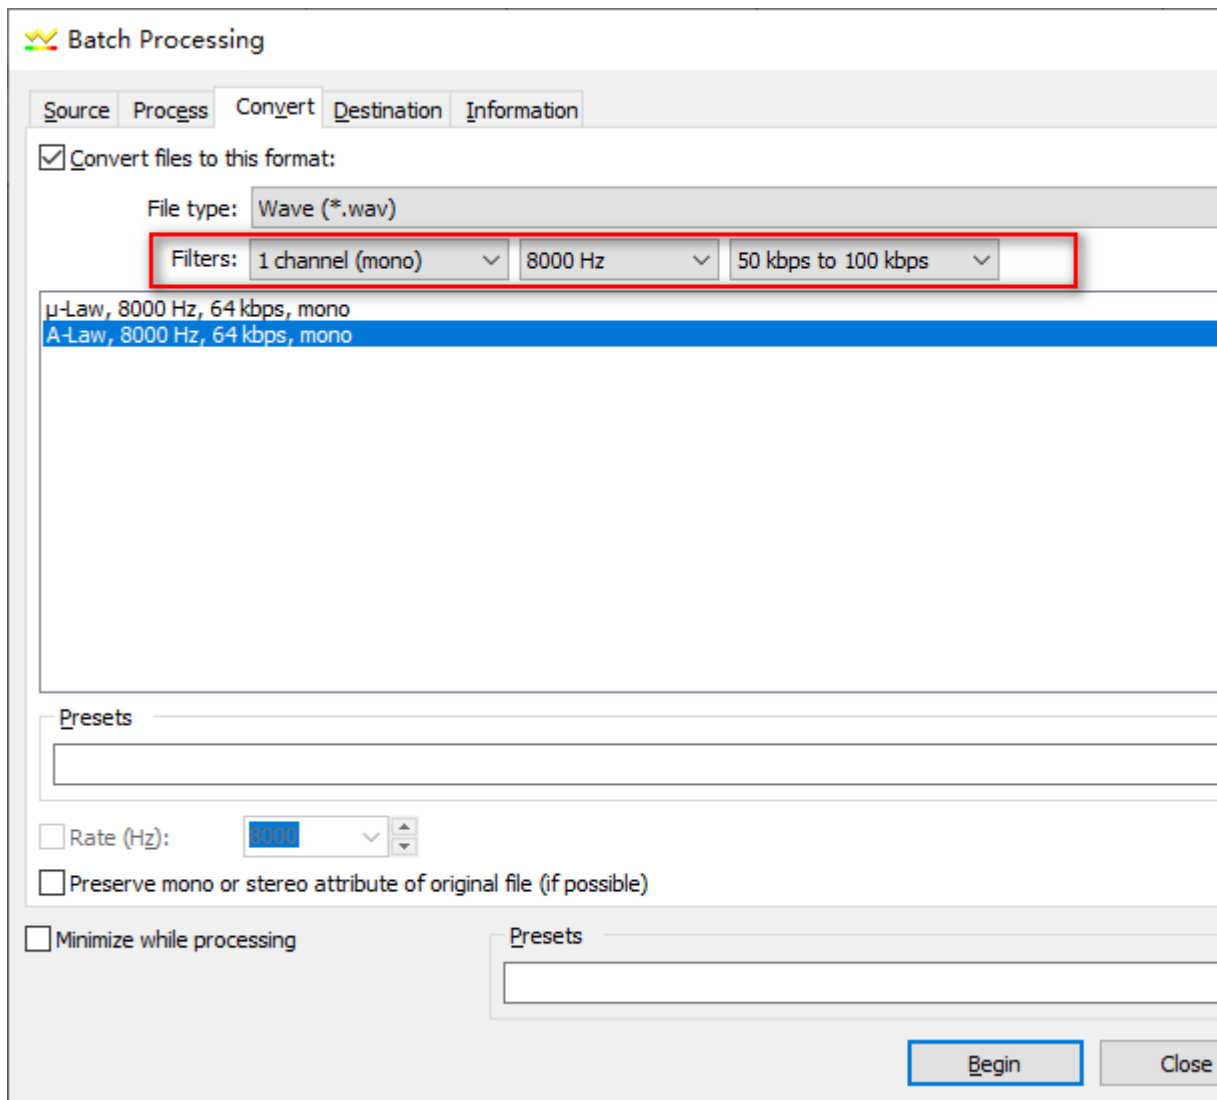 Batch Processing
Source Process Convert Destination Information
Convert files to this format:
File type: Wave (*.wav)
Filters: 1 channel (mono) 8000 Hz 50 kbps to 100 kbps
μ-Law, 8000 Hz, 64 kbps, mono
A-Law, 8000 Hz, 64 kbps, mono
Presets
Rate (Hz): 8000
Preserve mono or stereo attribute of original file (if possible)
Minimize while processing
Presets
Begin Close